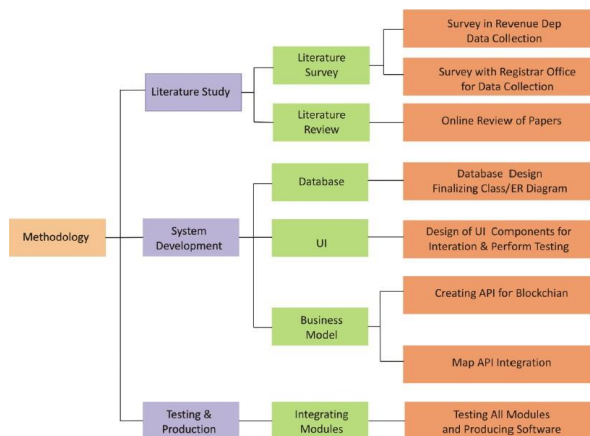 Methodology
Literature Study
Literature
Survey
Survey in Revenue Dep
Data Collection
Survey with Registrar Office
for Data Collection
Literature
Review
Online Review of Papers
System
Development
Database
Database Design
Finalizing Class/ER Diagram
UI
Design of UI Components for
Interation & Perform Testing
Business
Model
Creating API for Blockchian
Map API Integration
Testing &
Production
Integrating
Modules
Testing All Modules
and Producing Software